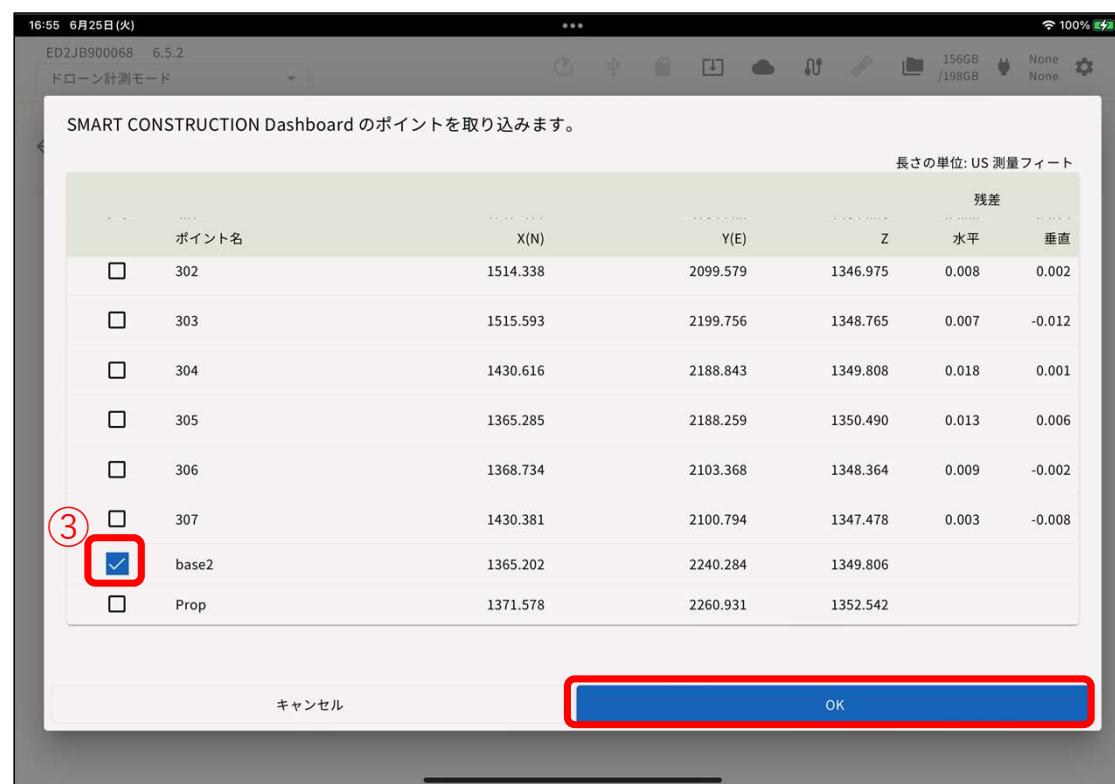 16:55 6月25日(火)
100%
ED2JB900068 6.5.2
ドローン計測モード
156GB
/198GB
None
None
SMART CONSTRUCTION Dashboard のポイントを取り込みます。
長さの単位: US 測量フィート
残差
ポイント名 X(N) Y(E) Z 水平 垂直
302 1514.338 2099.579 1346.975 0.008 0.002
303 1515.593 2199.756 1348.765 0.007 -0.012
304 1430.616 2188.843 1349.808 0.018 0.001
305 1365.285 2188.259 1350.490 0.013 0.006
306 1368.734 2103.368 1348.364 0.009 -0.002
307 1430.381 2100.794 1347.478 0.003 -0.008
③
base2 1365.202 2240.284 1349.806
Prop 1371.578 2260.931 1352.542
キャンセル OK